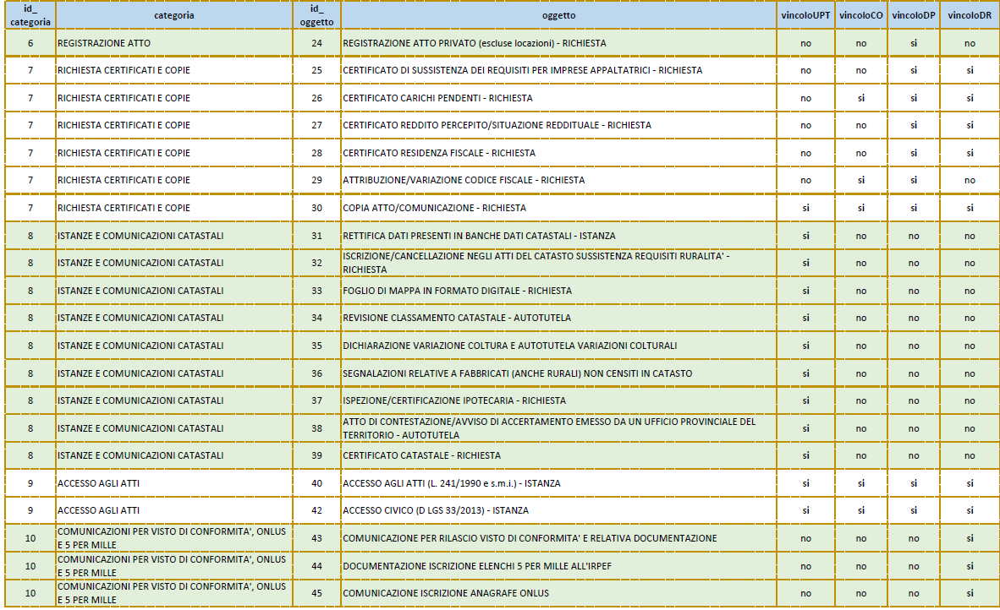 id_ categoria | categoria | id_ oggetto | oggetto | vincoloUPT | vincoloCO | vincoloDP | vincoloDR
6 | REGISTRAZIONE ATTO | 24 | REGISTRAZIONE ATTO PRIVATO (escluse locazioni) - RICHIESTA | no | no | si | no
7 | RICHIESTA CERTIFICATI E COPIE | 25 | CERTIFICATO DI SUSSISTENZA DEI REQUISITI PER IMPRESE APPALTATRICI - RICHIESTA | no | no | si | si
7 | RICHIESTA CERTIFICATI E COPIE | 26 | CERTIFICATO CARICHI PENDENTI - RICHIESTA | no | si | si | si
7 | RICHIESTA CERTIFICATI E COPIE | 27 | CERTIFICATO REDDITO PERCEPITO/SITUAZIONE REDDITUALE - RICHIESTA | no | no | si | si
7 | RICHIESTA CERTIFICATI E COPIE | 28 | CERTIFICATO RESIDENZA FISCALE - RICHIESTA | no | no | si | si
7 | RICHIESTA CERTIFICATI E COPIE | 29 | ATTRIBUZIONE/VARIAZIONE CODICE FISCALE - RICHIESTA | no | si | si | no
7 | RICHIESTA CERTIFICATI E COPIE | 30 | COPIA ATTO/COMUNICAZIONE - RICHIESTA | si | si | si | si
8 | ISTANZE E COMUNICAZIONI CATASTALI | 31 | RETTIFICA DATI PRESENTI IN BANCHE DATI CATASTALI - ISTANZA | si | no | no | no
8 | ISTANZE E COMUNICAZIONI CATASTALI | 32 | ISCRIZIONE/CANCELLAZIONE NEGLI ATTI DEL CATASTO SUSSISTENZA REQUISITI RURALITA' -
RICHIESTA | si | no | no | no
8 | ISTANZE E COMUNICAZIONI CATASTALI | 33 | FOGLIO DI MAPPA IN FORMATO DIGITALE - RICHIESTA | si | no | no | no
8 | ISTANZE E COMUNICAZIONI CATASTALI | 34 | REVISIONE CLASSAMENTO CATASTALE - AUTOTUTELA | si | no | no | no
8 | ISTANZE E COMUNICAZIONI CATASTALI | 35 | DICHIARAZIONE VARIAZIONE COLTURA E AUTOTUTELA VARIAZIONI COLTURALI | si | no | no | no
8 | ISTANZE E COMUNICAZIONI CATASTALI | 36 | SEGNALAZIONI RELATIVE A FABBRICATI (ANCHE RURALI) NON CENSITI IN CATASTO | si | no | no | no
8 | ISTANZE E COMUNICAZIONI CATASTALI | 37 | ISPEZIONE/CERTIFICAZIONE IPOTECARIA - RICHIESTA | si | no | no | no
8 | ISTANZE E COMUNICAZIONI CATASTALI | 38 | ATTO DI CONTESTAZIONE/AVVISO DI ACCERTAMENTO EMESSO DA UN UFFICIO PROVINCIALE DEL
TERRITORIO - AUTOTUTELA | si | no | no | no
8 | ISTANZE E COMUNICAZIONI CATASTALI | 39 | CERTIFICATO CATASTALE - RICHIESTA | si | no | no | no
9 | ACCESSO AGLI ATTI | 40 | ACCESSO AGLI ATTI (L. 241/1990 e s.m.i.) - ISTANZA | si | si | si | si
9 | ACCESSO AGLI ATTI | 42 | ACCESSO CIVICO (D LGS 33/2013) - ISTANZA | si | si | si | si
10 | COMUNICAZIONI PER VISTO DI CONFORMITA', ONLUS
E 5 PER MILLE | 43 | COMUNICAZIONE PER RILASCIO VISTO DI CONFORMITA' E RELATIVA DOCUMENTAZIONE | no | no | no | si
10 | COMUNICAZIONI PER VISTO DI CONFORMITA', ONLUS
E 5 PER MILLE | 44 | DOCUMENTAZIONE ISCRIZIONE ELENCHI 5 PER MILLE ALL'IRPEF | no | no | no | si
10 | COMUNICAZIONI PER VISTO DI CONFORMITA', ONLUS
E 5 PER MILLE | 45 | COMUNICAZIONE ISCRIZIONE ANAGRAFE ONLUS | no | no | no | si